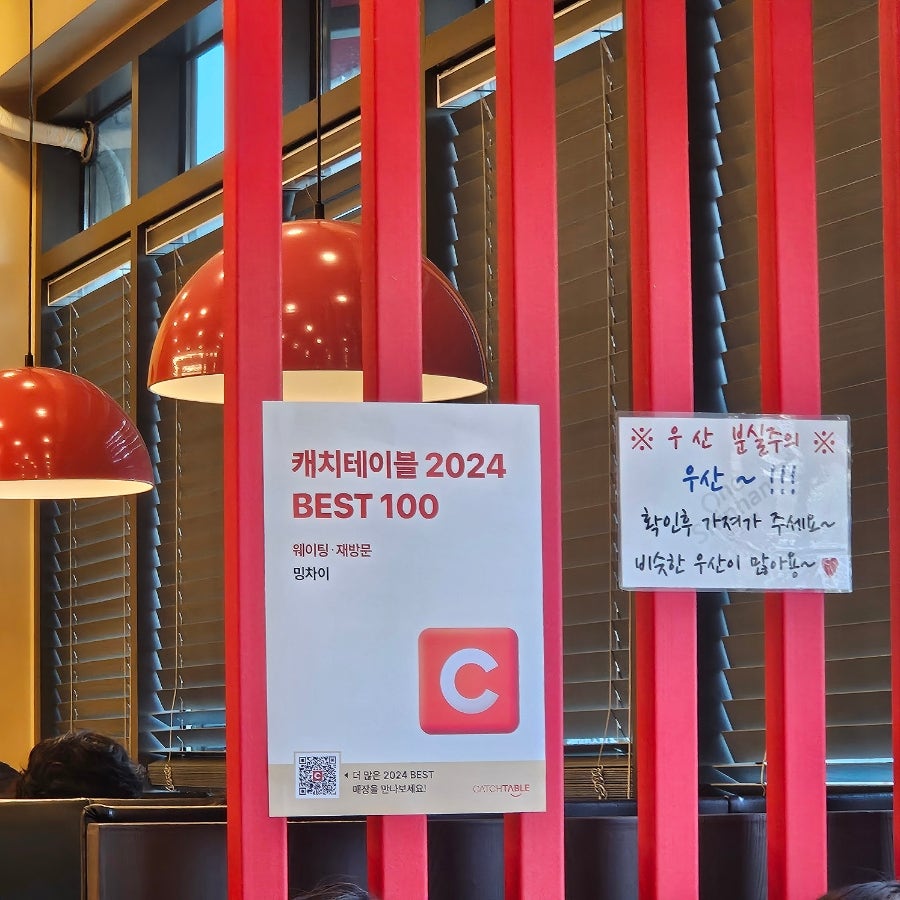 캐치테이블 2024
BEST 100
웨이팅·재방문
밍차이
C
C
◂ 더 많은 2024 BEST
매장을 만나보세요!
CATCHTABLE
※ 우산 분실주의 ※
우산 ~ !!!
확인후 가져가 주세요~
비슷한 우산이 많아용~